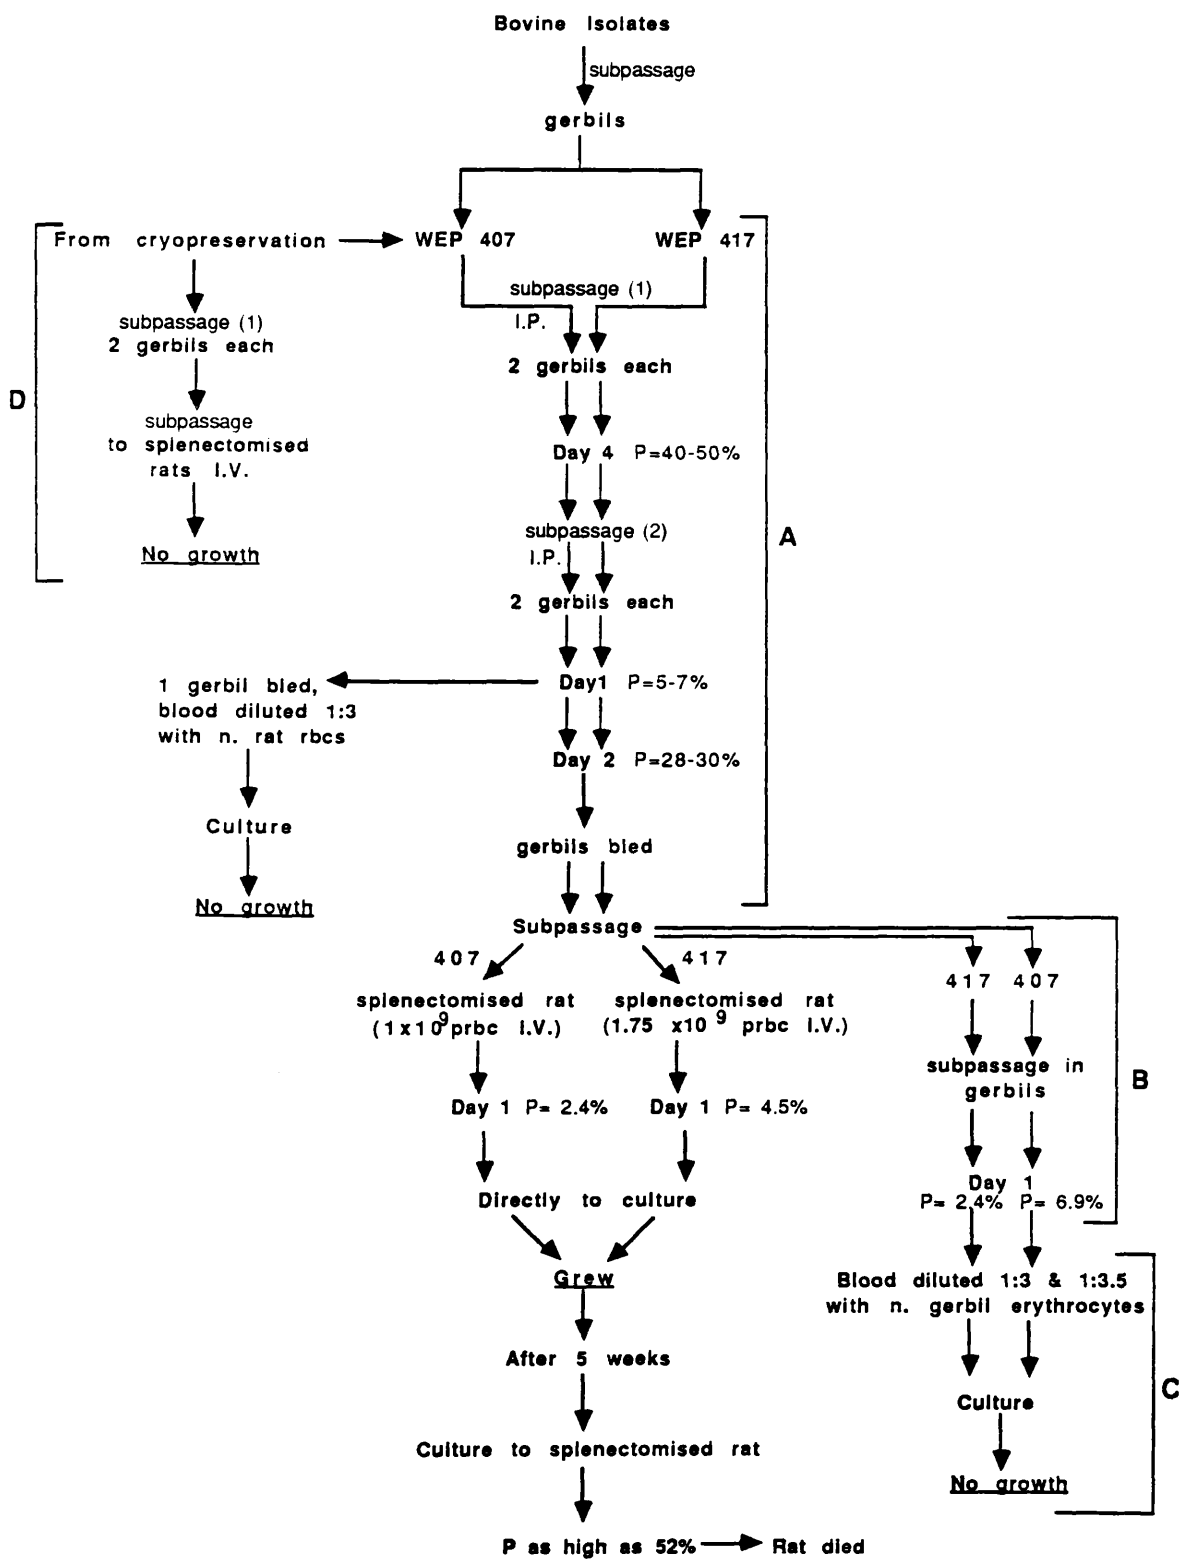 Bovine Isolates
subpassage
gerbils
From cryopreservation
WEP 407
WEP 417
subpassage (1)
I.P.
2 gerbils each
Day 4 P=40-50%
subpassage (2)
I.P.
2 gerbils each
Day1 P=5-7%
Day 2 P=28-30%
gerbils bled
A
subpassage (1)
2 gerbils each
subpassage
to splenectomised
rats I.V.
No growth
D
1 gerbil bled,
blood diluted 1:3
with n. rat rbcs
Culture
No growth
Subpassage
407
417
splenectomised rat
(1x10⁹prbc I.V.)
splenectomised rat
(1.75 x10⁹ prbc I.V.)
Day 1 P= 2.4%
Day 1 P= 4.5%
Directly to culture
Grew
After 5 weeks
Culture to splenectomised rat
P as high as 52%
Rat died
417 407
subpassage in
gerbils
Day 1
P= 2.4% P= 6.9%
B
Blood diluted 1:3 & 1:3.5
with n. gerbil erythrocytes
Culture
No growth
C